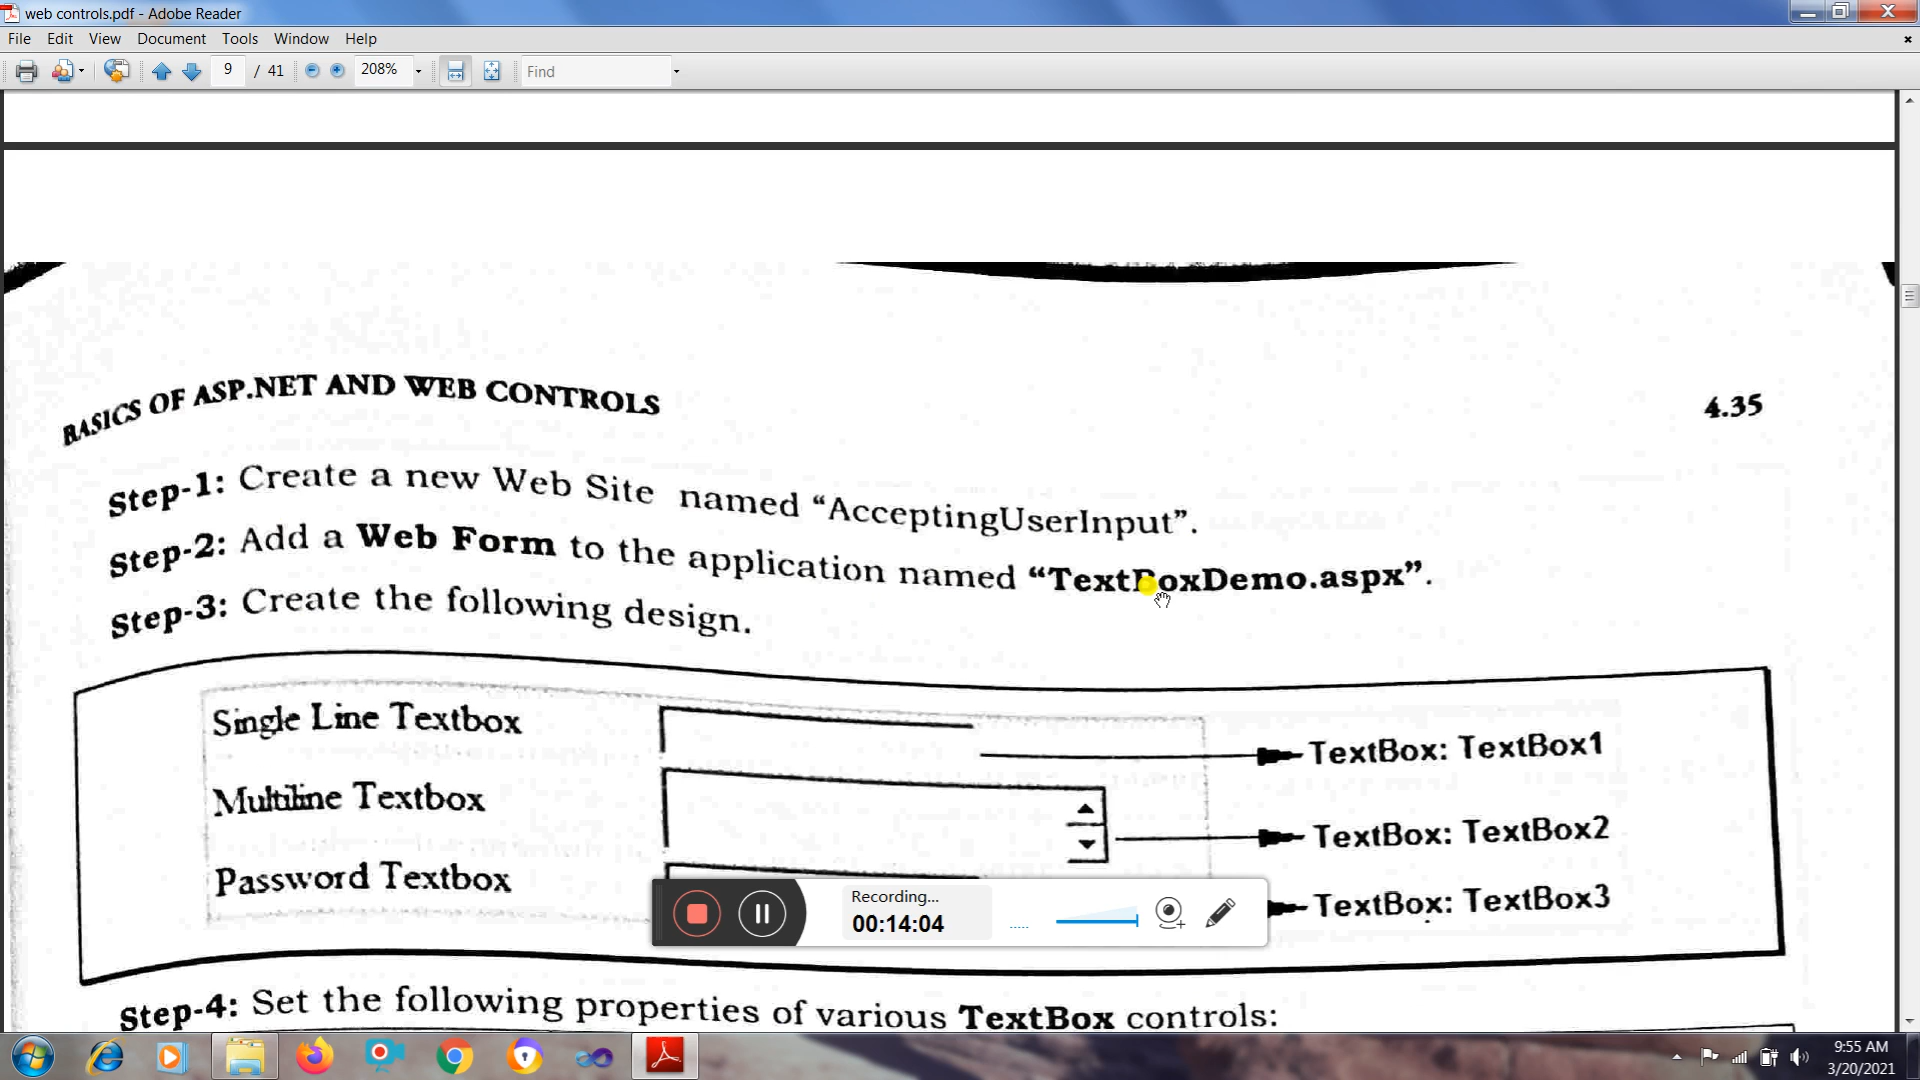 web controls.pdf - Adobe Reader
File Edit View Document Tools Window Help
9 / 41 208% Find
BASICS OF ASP.NET AND WEB CONTROLS 4.35
Step-1: Create a new Web Site named “AcceptingUserInput”.
Step-2: Add a Web Form to the application named “TextBoxDemo.aspx”.
Step-3: Create the following design.
Single Line Textbox TextBox: TextBox1
Multiline Textbox TextBox: TextBox2
Password Textbox TextBox: TextBox3
Recording...
00:14:04
Step-4: Set the following properties of various TextBox controls:
9:55 AM
3/20/2021